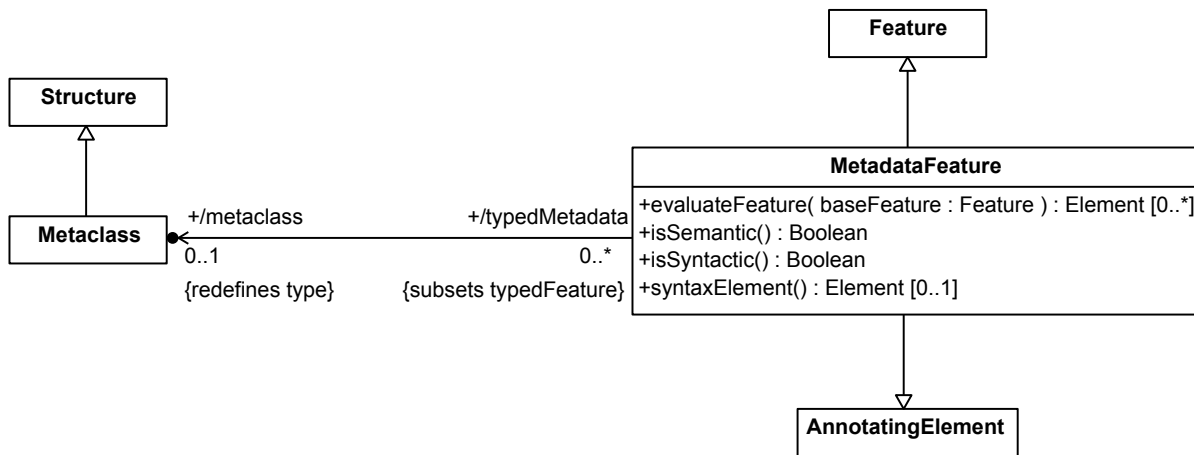 Feature
Structure
MetadataFeature
+evaluateFeature( baseFeature : Feature ) : Element [0..*]
+isSemantic() : Boolean
+isSyntactic() : Boolean
+syntaxElement() : Element [0..1]
Metaclass
+/metaclass
+/typedMetadata
0..1
0..*
{redefines type}
{subsets typedFeature}
AnnotatingElement